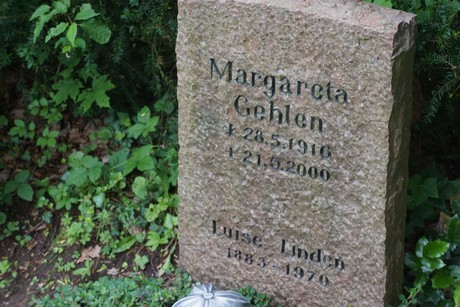 Margareta
Gehlen
* 28.5.1916
† 21.6.2000
Luise Linden
1883-1970